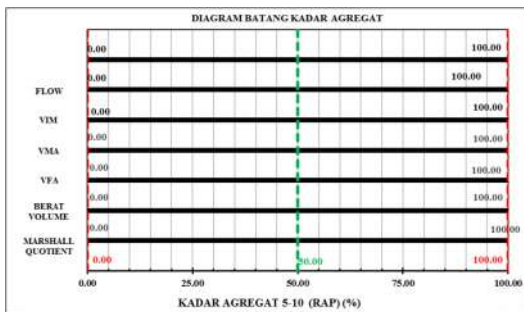 DIAGRAM BATANG KADAR AGREGAT
0.00 100.00
FLOW 0.00 100.00
VIM 0.00 100.00
VMA 0.00 100.00
VFA 0.00 100.00
BERAT VOLUME 0.00 100.00
MARSHALL QUOTIENT 0.00 100.00
0.00 50.00 100.00
0.00 25.00 50.00 75.00 100.00
KADAR AGREGAT 5-10 (RAP) (%)